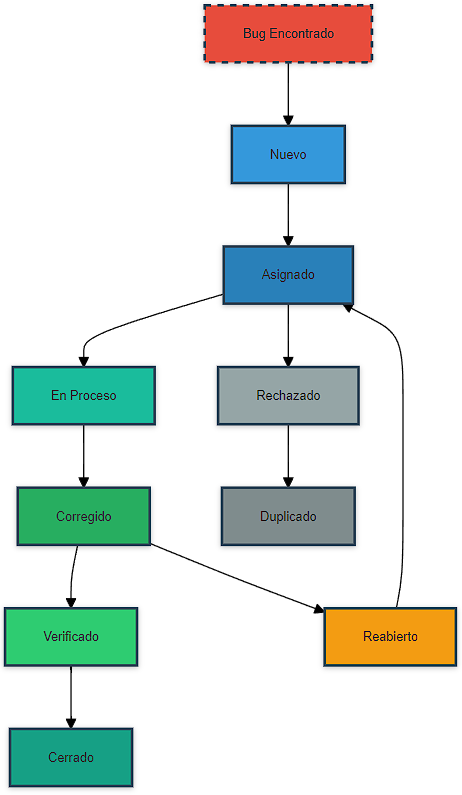 Bug Encontrado
Nuevo
Asignado
En Proceso
Rechazado
Corregido
Duplicado
Verificado
Reabierto
Cerrado